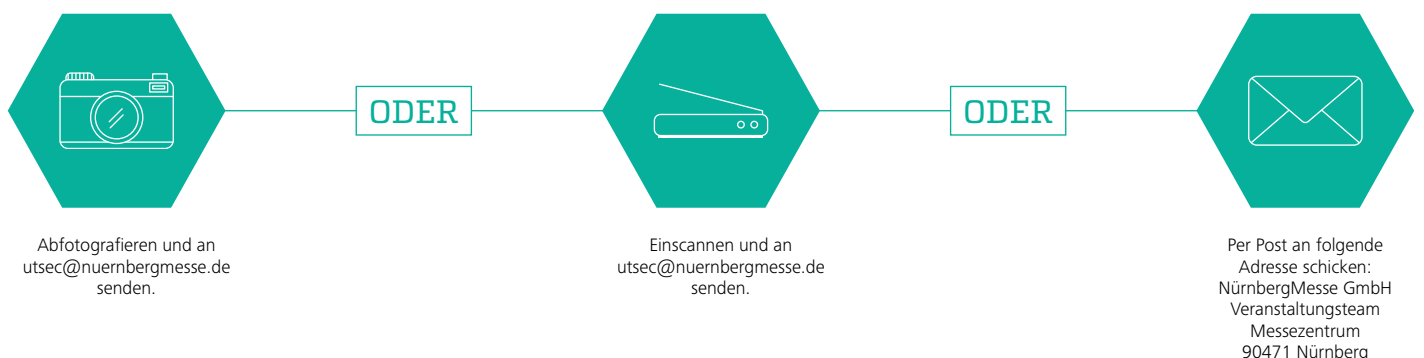 ODER
ODER
Abfotografieren und an
utsec@nuernbergmesse.de
senden.
Einscannen und an
utsec@nuernbergmesse.de
senden.
Per Post an folgende
Adresse schicken:
NürnbergMesse GmbH
Veranstaltungsteam
Messezentrum
90471 Nürnberg